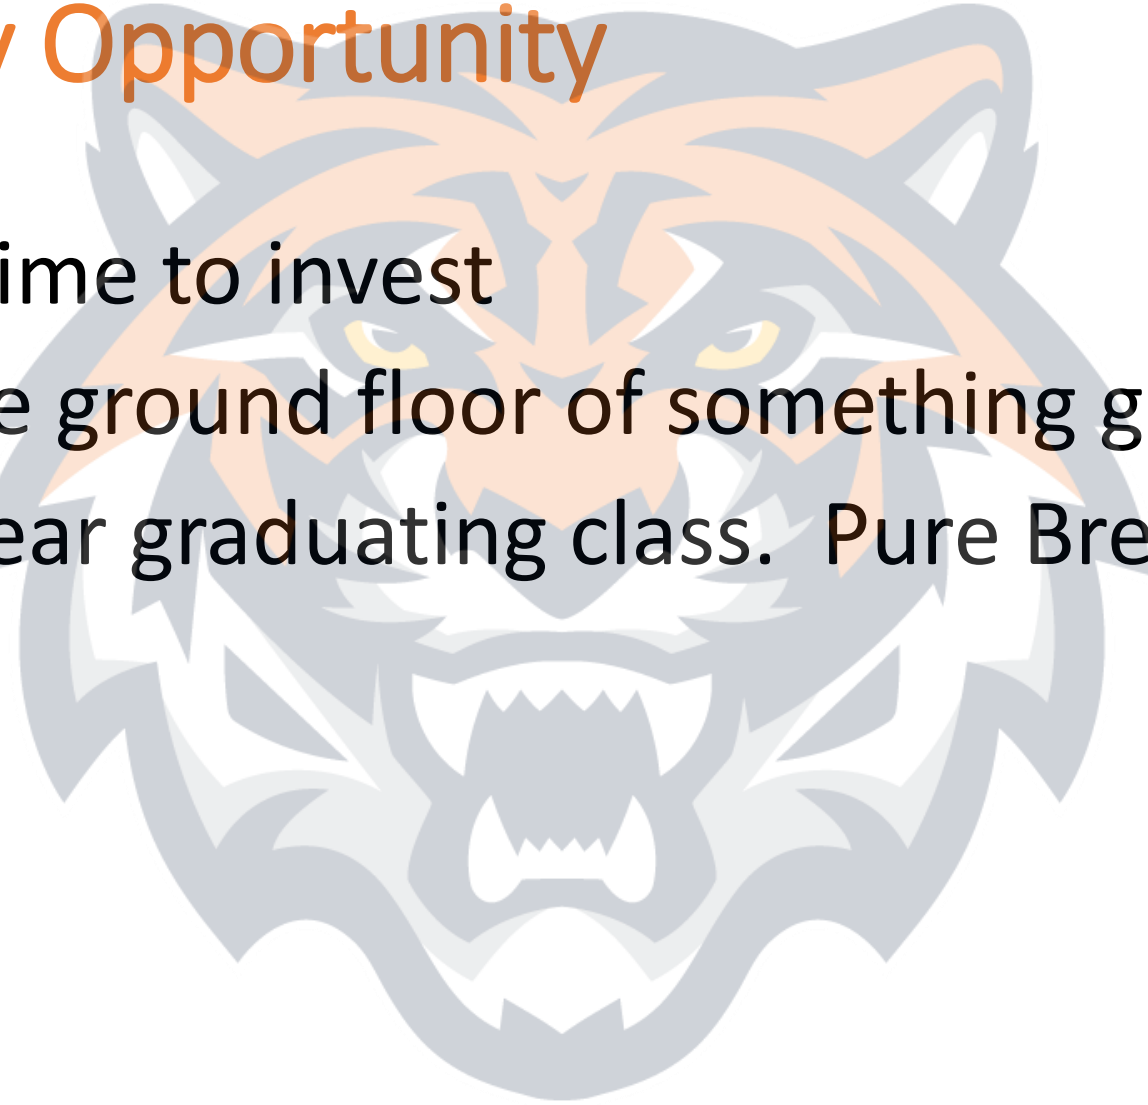 y Opportunity
ime to invest
e ground floor of something g
ear graduating class.  Pure Bre